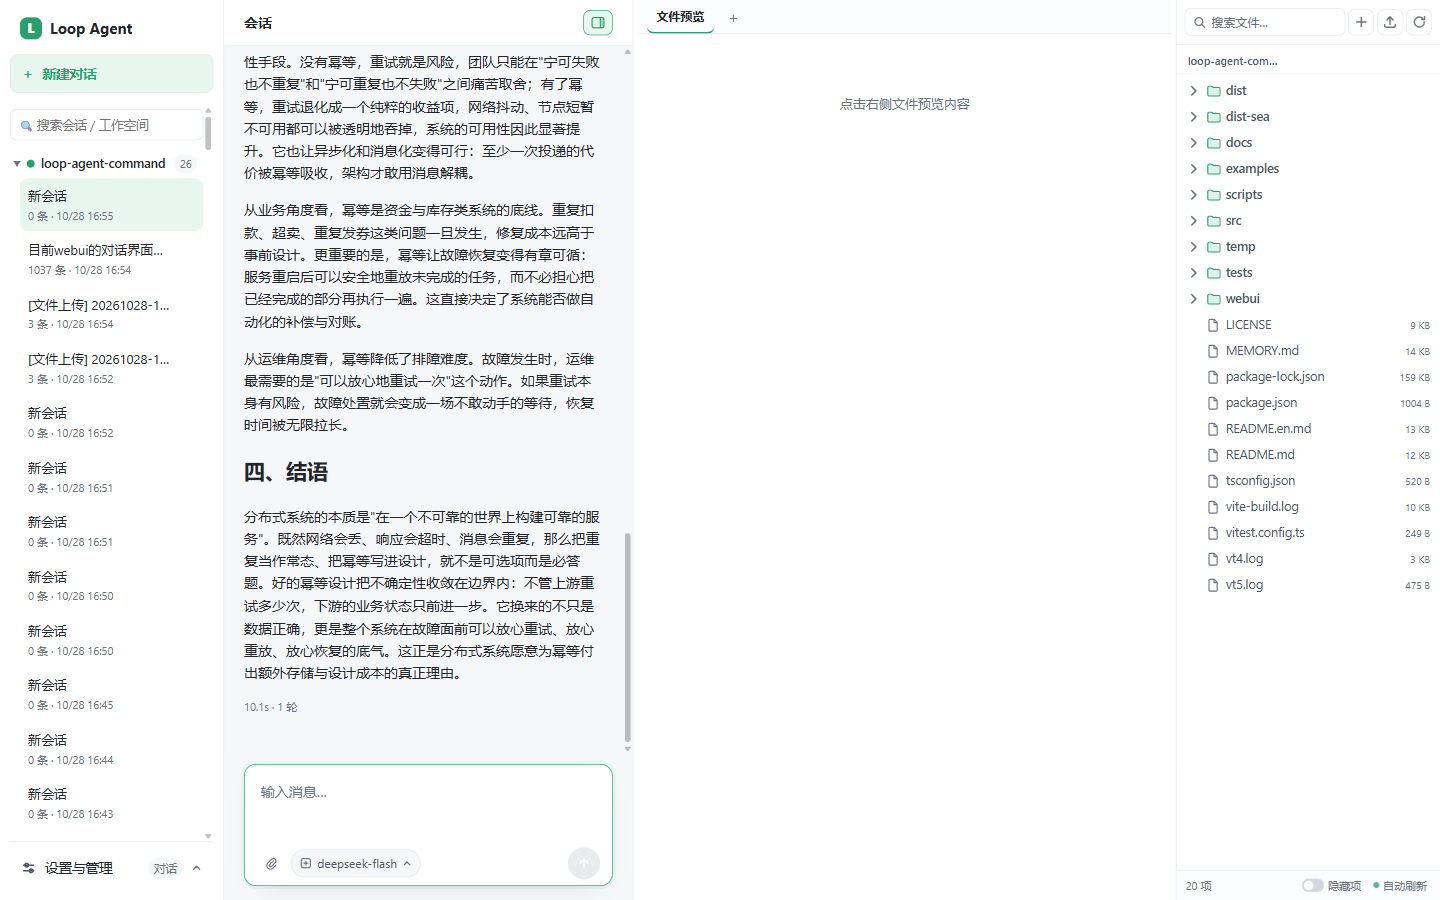 L Loop Agent
+ 新建对话
搜索会话 / 工作空间
loop-agent-command 26
新会话
0 条 · 10/28 16:55
目前webui的对话界面...
1037 条 · 10/28 16:54
[文件上传] 20261028-1...
3 条 · 10/28 16:54
[文件上传] 20261028-1...
3 条 · 10/28 16:52
新会话
0 条 · 10/28 16:52
新会话
0 条 · 10/28 16:51
新会话
0 条 · 10/28 16:51
新会话
0 条 · 10/28 16:50
新会话
0 条 · 10/28 16:50
新会话
0 条 · 10/28 16:45
新会话
0 条 · 10/28 16:44
新会话
0 条 · 10/28 16:43
设置与管理 对话
会话
性手段。没有幂等，重试就是风险，团队只能在"宁可失败
也不重复"和"宁可重复也不失败"之间痛苦取舍；有了幂
等，重试退化成一个纯粹的收益项，网络抖动、节点短暂
不可用都可以被透明地吞掉，系统的可用性因此显著提
升。它也让异步化和消息化变得可行：至少一次投递的代
价被幂等吸收，架构才敢用消息解耦。
从业务角度看，幂等是资金与库存类系统的底线。重复扣
款、超卖、重复发券这类问题一旦发生，修复成本远高于
事前设计。更重要的是，幂等让故障恢复变得有章可循：
服务重启后可以安全地重放未完成的任务，而不必担心把
已经完成的部分再执行一遍。这直接决定了系统能否做自
动化的补偿与对账。
从运维角度看，幂等降低了排障难度。故障发生时，运维
最需要的是"可以放心地重试一次"这个动作。如果重试本
身有风险，故障处置就会变成一场不敢动手的等待，恢复
时间被无限拉长。
四、结语
分布式系统的本质是"在一个不可靠的世界上构建可靠的服
务"。既然网络会丢、响应会超时、消息会重复，那么把重
复当作常态、把幂等写进设计，就不是可选项而是必答
题。好的幂等设计把不确定性收敛在边界内：不管上游重
试多少次，下游的业务状态只前进一步。它换来的不只是
数据正确，更是整个系统在故障面前可以放心重试、放心
重放、放心恢复的底气。这正是分布式系统愿意为幂等付
出额外存储与设计成本的真正理由。
10.1s · 1 轮
输入消息...
deepseek-flash
文件预览 +
点击右侧文件预览内容
搜索文件...
loop-agent-com...
dist
dist-sea
docs
examples
scripts
src
temp
tests
webui
LICENSE 9 KB
MEMORY.md 14 KB
package-lock.json 159 KB
package.json 1004 B
README.en.md 13 KB
README.md 12 KB
tsconfig.json 520 B
vite-build.log 10 KB
vitest.config.ts 249 B
vt4.log 3 KB
vt5.log 475 B
20 项 隐藏项 自动刷新